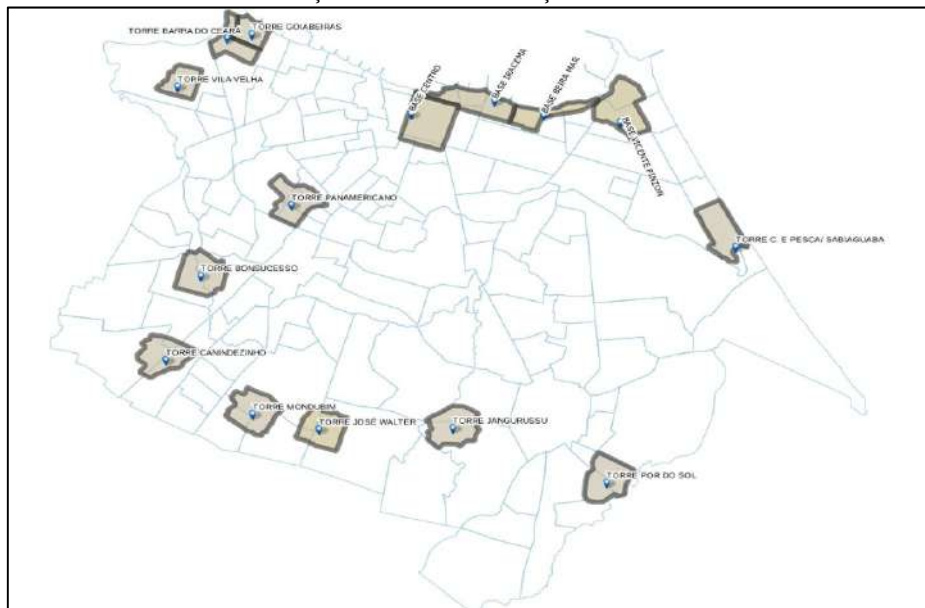 TORRE GOIABEIRAS
TORRE BARRA DO CEARÁ
TORRE VILA VELHA
BASE CENTRO
BASE IRACEMA
BASE BEIRA MAR
BASE VICENTE PINZON
TORRE PANAMERICANO
TORRE C. E PESCA/ SABIAGUABA
TORRE BONSUCESSO
TORRE CANINDEZINHO
TORRE MONDUBIM
TORRE JOSÉ WALTER
TORRE JANGURUSSU
TORRE POR DO SOL